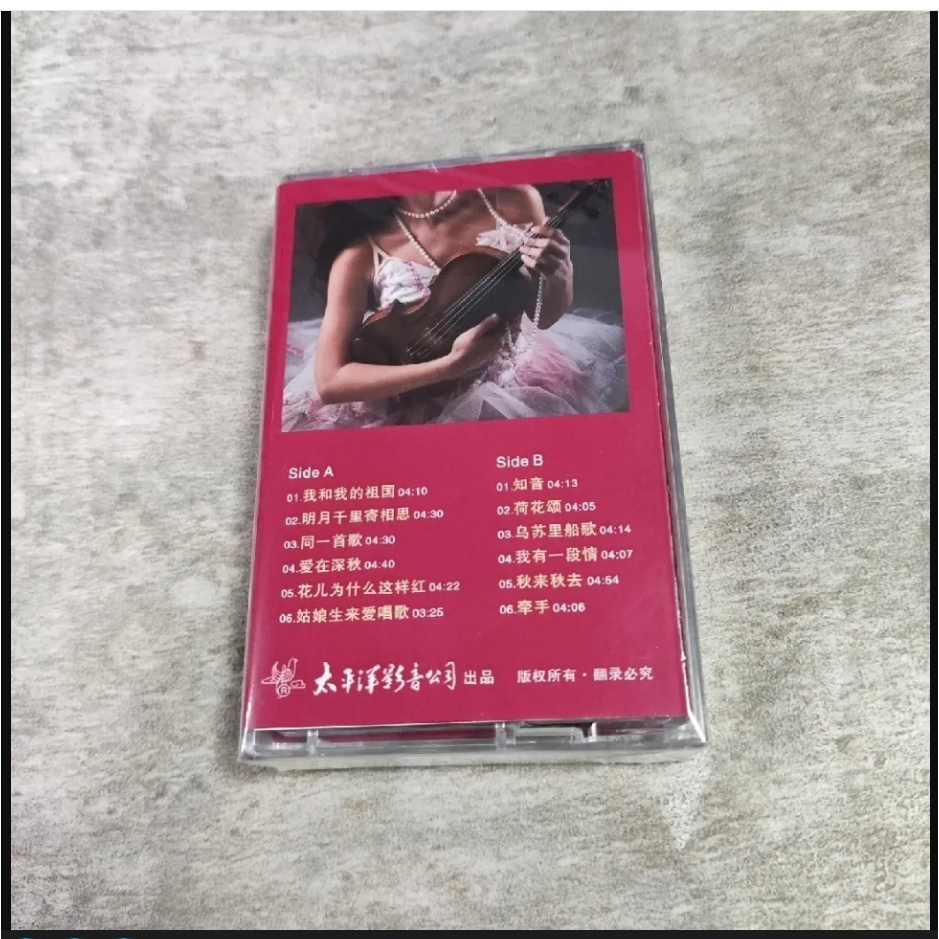 Side A
01.我和我的祖国 04:10
02.明月千里寄相思 04:30
03.同一首歌 04:30
04.爱在深秋 04:40
05.花儿为什么这样红 04:22
06.姑娘生来爱唱歌 03:25
Side B
01.知音 04:13
02.荷花颂 04:05
03.乌苏里船歌 04:14
04.我有一段情 04:07
05.秋来秋去 04:54
06.牵手 04:06
R 太平洋影音公司 出品 版权所有·翻录必究